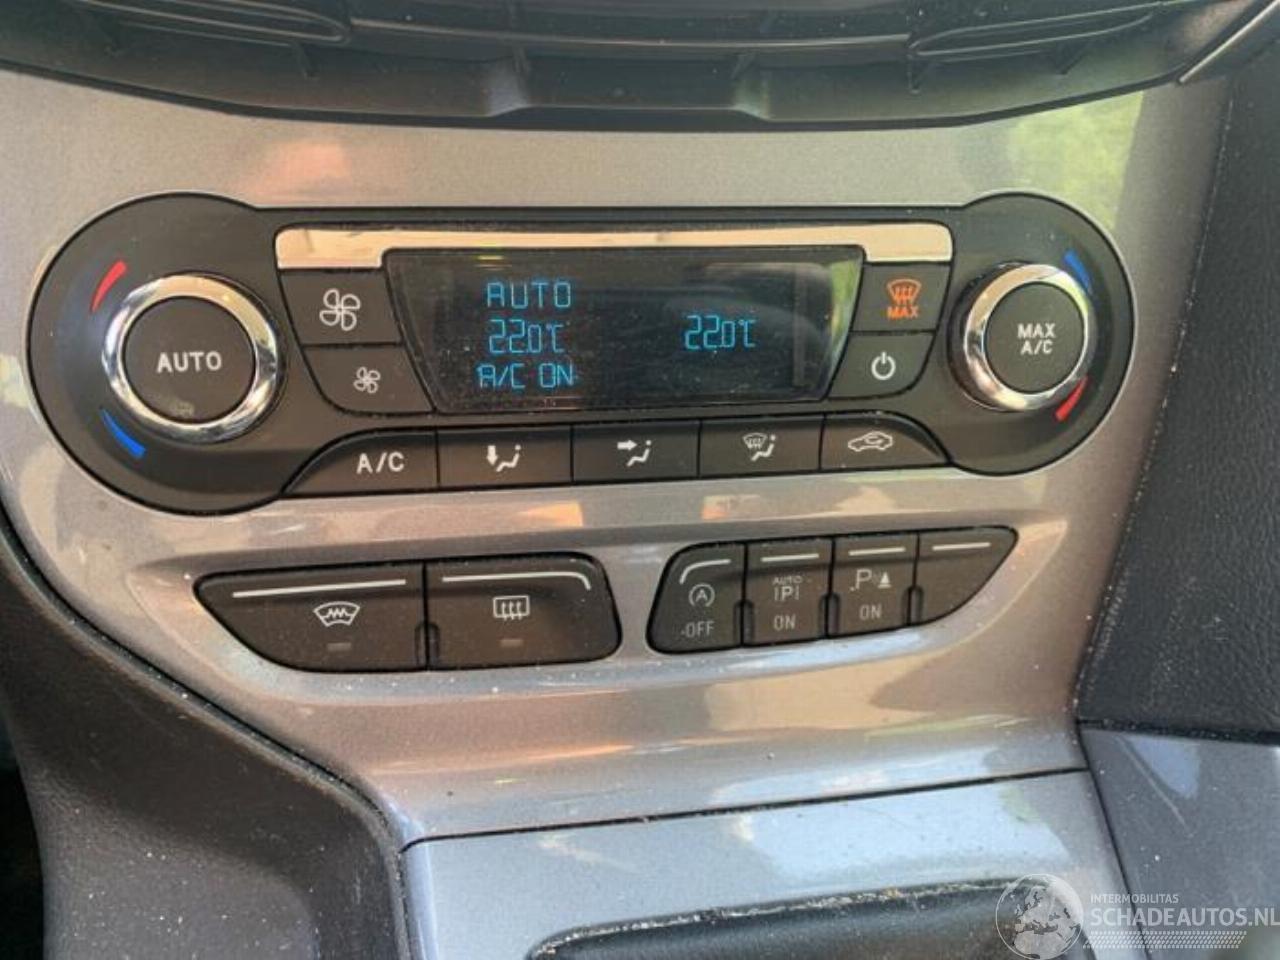 AUTO
22.0°C
22.0°C
A/C ON
AUTO
MAX
MAX
A/C
A/C
A
-OFF
AUTO
P
ON
P
ON
INTERMOBILITAS
SCHADEAUTOS.NL